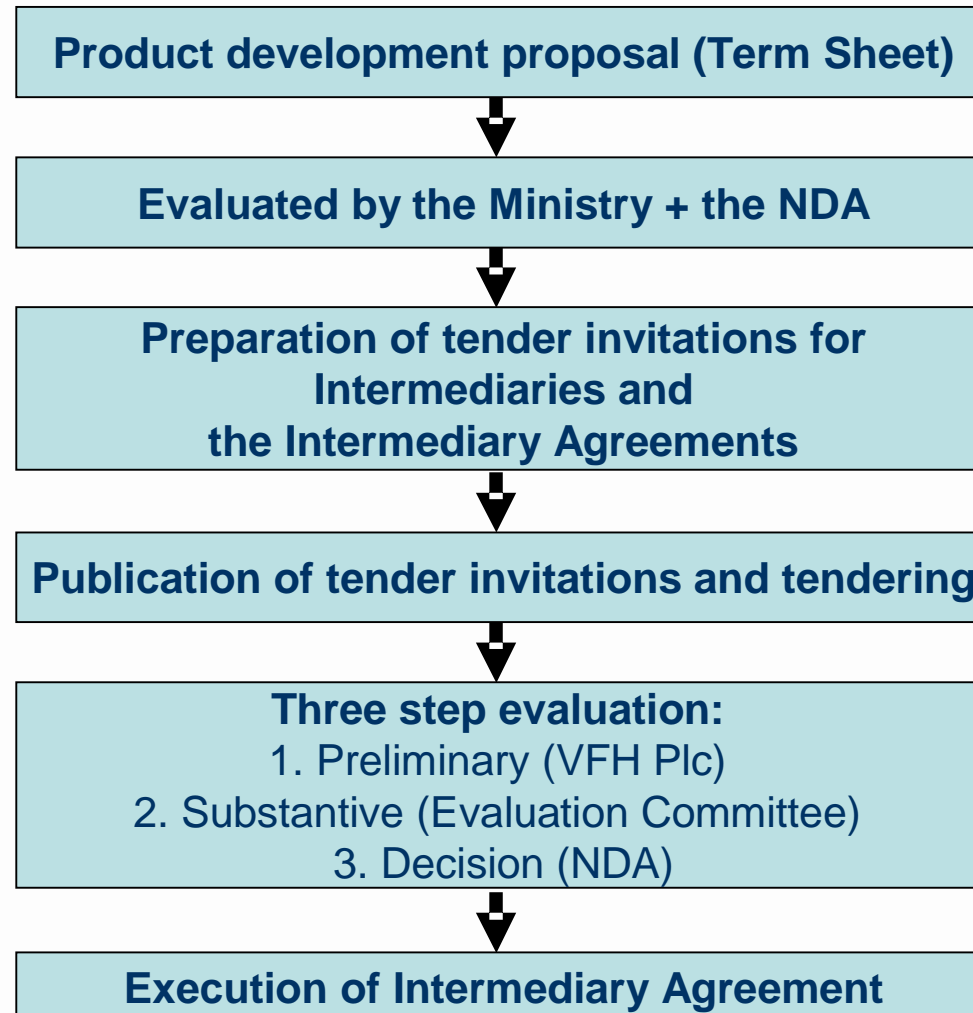 Product development proposal (Term Sheet)
Evaluated by the Ministry + the NDA
Preparation of tender invitations for
Intermediaries and
the Intermediary Agreements
Publication of tender invitations and tendering
Three step evaluation:
1. Preliminary (VFH Plc)
2. Substantive (Evaluation Committee)
3. Decision (NDA)
Execution of Intermediary Agreement